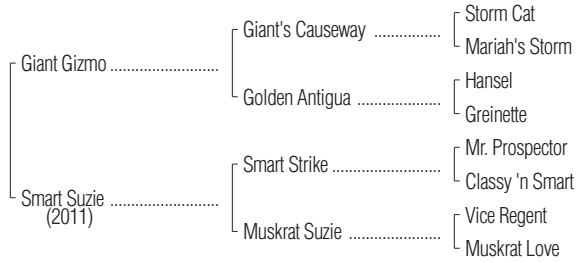 Storm Cat
Giant's Causeway ................
Mariah's Storm
Giant Gizmo ......................
Hansel
Golden Antigua ...................
Greinette
Mr. Prospector
Smart Strike ......................
Classy 'n Smart
Smart Suzie ......................
(2011)
Vice Regent
Muskrat Suzie ...................
Muskrat Love